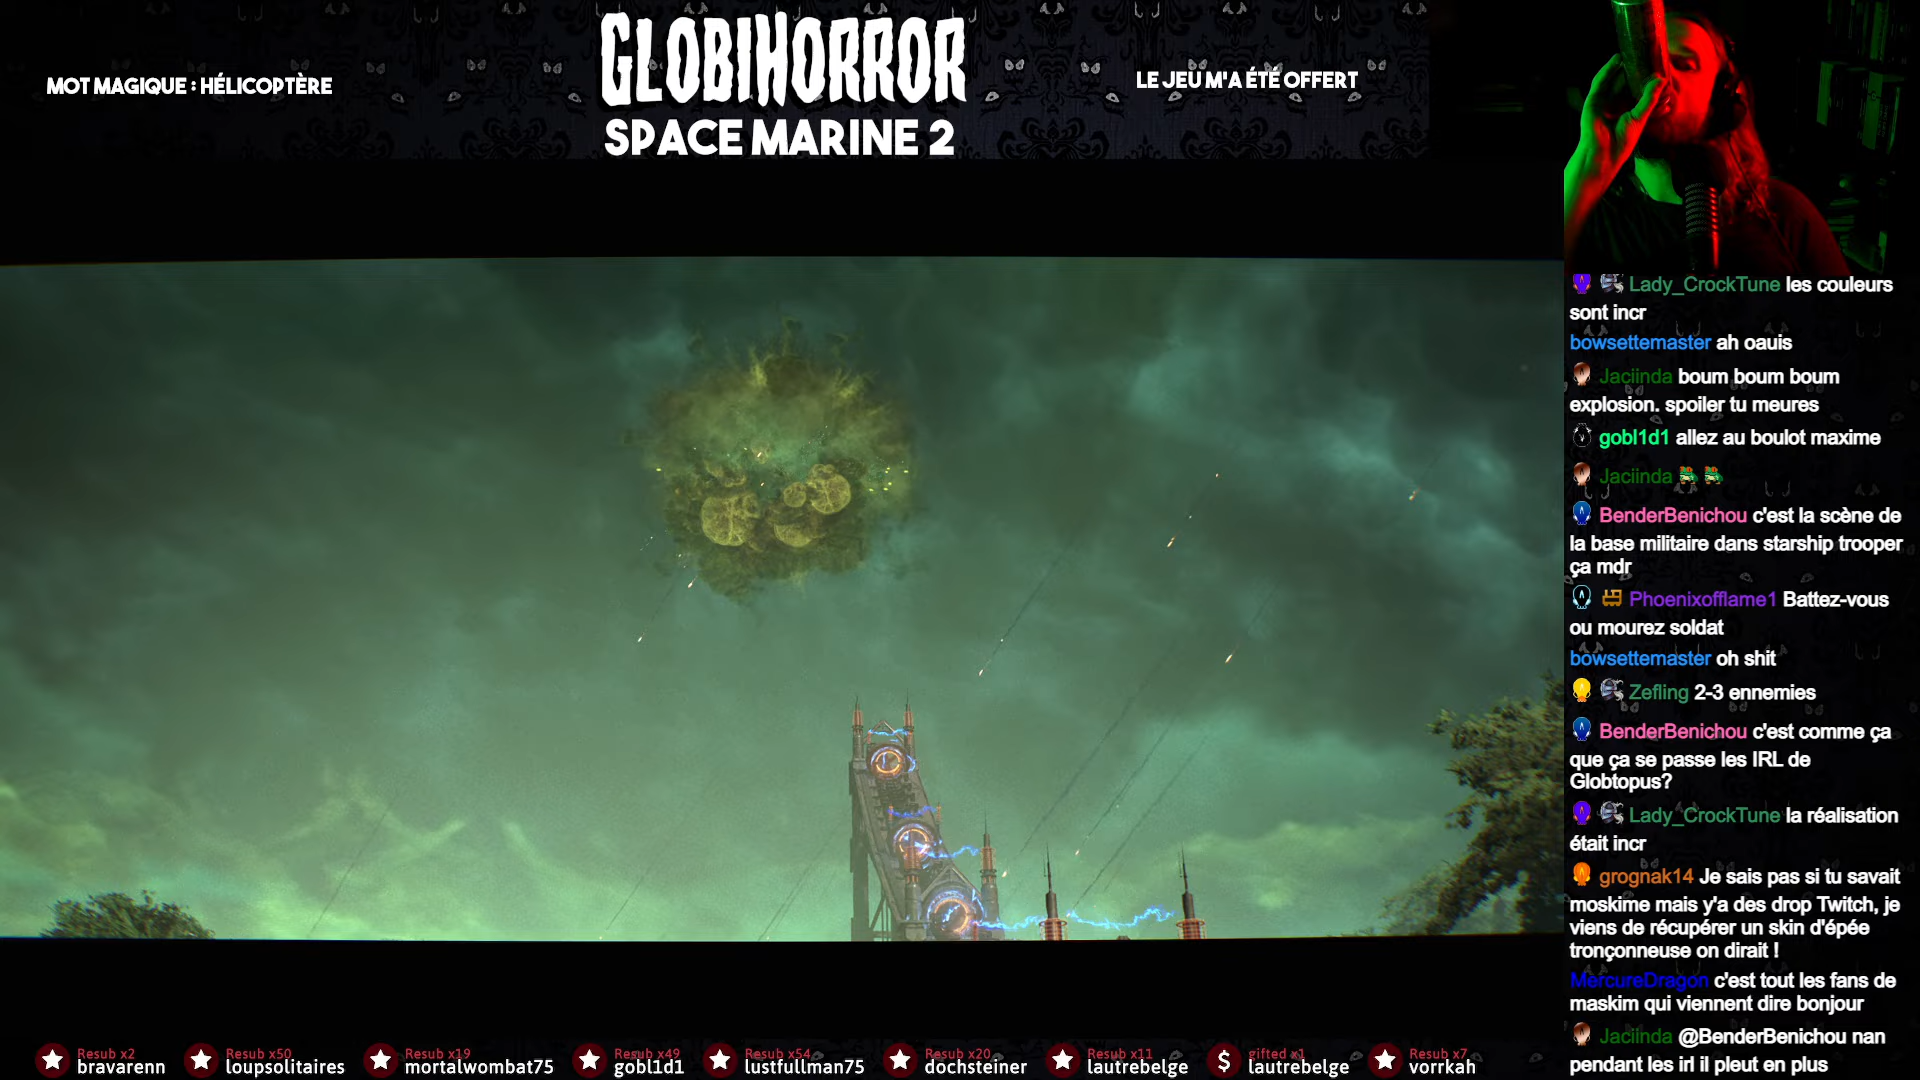 MOT MAGIQUE : HÉLICOPTÈRE
GLOBIHORROR
SPACE MARINE 2
LE JEU M'A ÉTÉ OFFERT
Lady_CrockTune les couleurs
sont incr
bowsettemaster ah oauis
Jaciinda boum boum boum
explosion. spoiler tu meures
gobl1d1 allez au boulot maxime
Jaciinda
BenderBenichou c'est la scène de
la base militaire dans starship trooper
ça mdr
Phoenixofflame1 Battez-vous
ou mourez soldat
bowsettemaster oh shit
Zefling 2-3 ennemies
BenderBenichou c'est comme ça
que ça se passe les IRL de
Globtopus?
Lady_CrockTune la réalisation
était incr
grognak14 Je sais pas si tu savait
moskime mais y'a des drop Twitch, je
viens de récupérer un skin d'épée
tronçonneuse on dirait !
MercureDragon c'est tout les fans de
maskim qui viennent dire bonjour
Jaciinda @BenderBenichou nan
pendant les irl il pleut en plus
Resub x2
bravarenn
Resub x50
loupsolitaires
Resub x19
mortalwombat75
Resub x49
gobl1d1
Resub x54
lustfullman75
Resub x20
dochsteiner
Resub x11
lautrebelge
gifted x1
lautrebelge
Resub x7
vorrkah